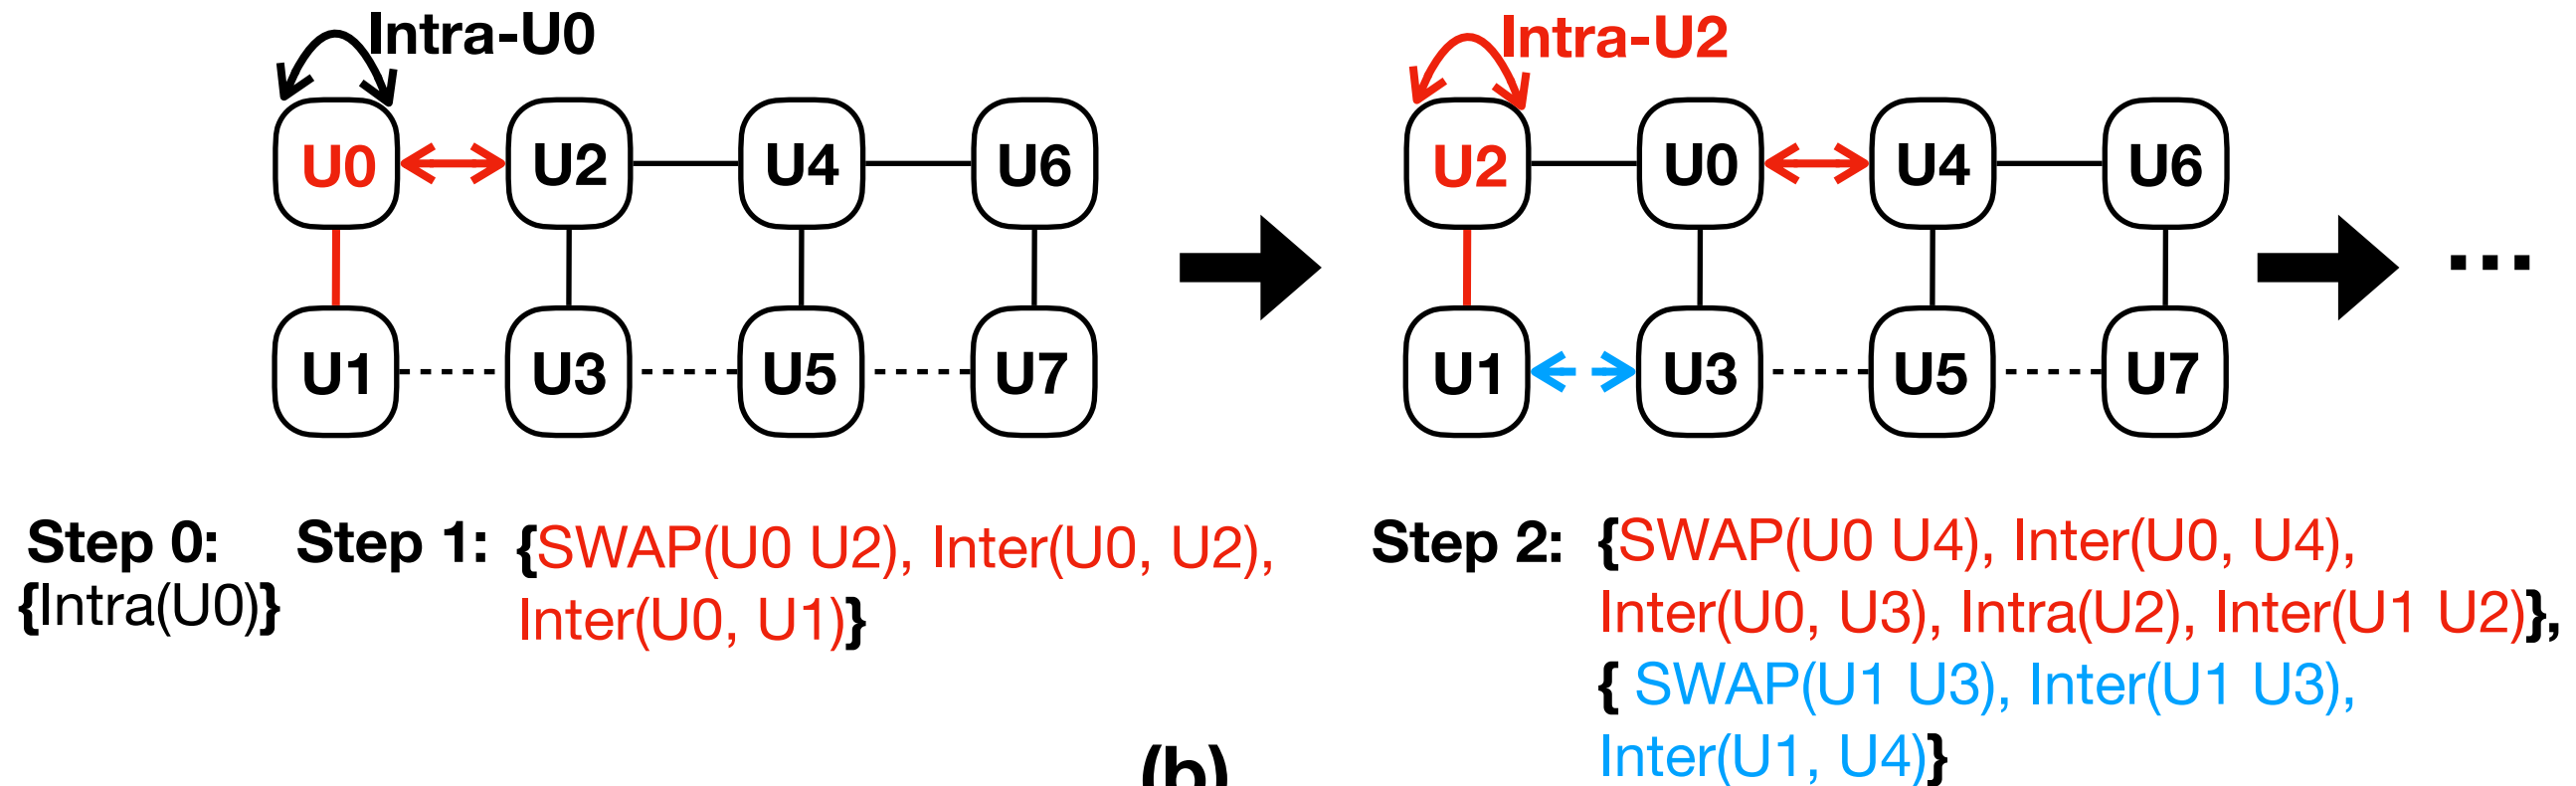 Intra-U0
Intra-U2
U0 U2 U4 U6
U2 U0 U4 U6
...
U1 U3 U5 U7
U1 U3 U5 U7
Step 0: Step 1: {SWAP(U0 U2), Inter(U0, U2),
{Intra(U0)} Inter(U0, U1)}
Step 2: {SWAP(U0 U4), Inter(U0, U4),
Inter(U0, U3), Intra(U2), Inter(U1 U2)},
{ SWAP(U1 U3), Inter(U1 U3),
Inter(U1, U4)}
(b)